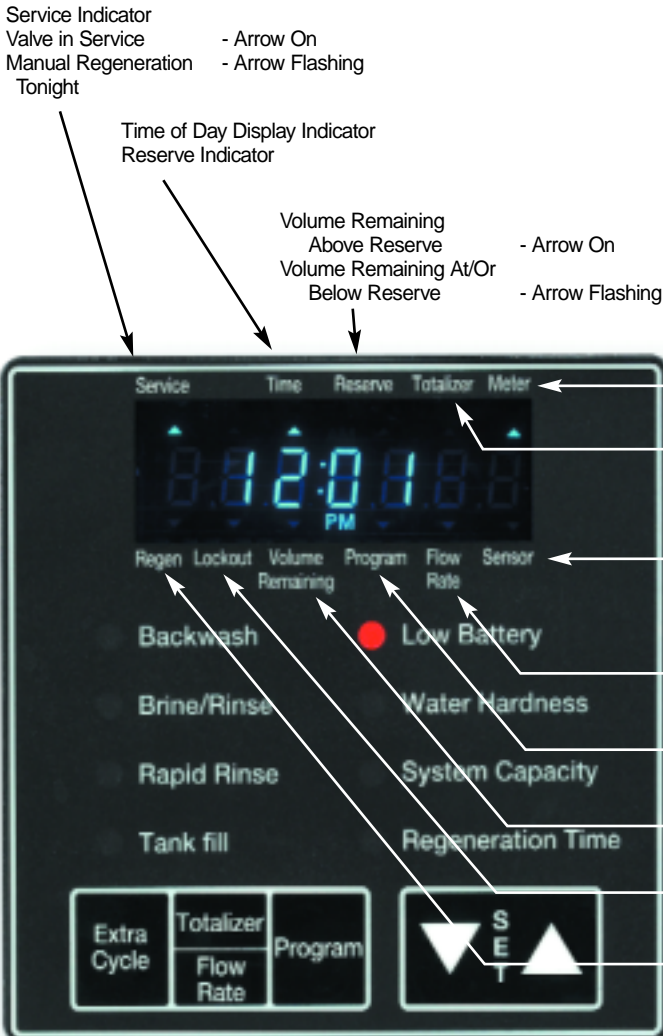 Service Indicator
Valve in Service - Arrow On
Manual Regeneration - Arrow Flashing
Tonight
Time of Day Display Indicator
Reserve Indicator
Volume Remaining
Above Reserve - Arrow On
Volume Remaining At/Or
Below Reserve - Arrow Flashing
Service Time Reserve Totalizer Meter
12:01
PM
Regen Lockout Volume Remaining Program Flow Rate Sensor
Backwash
Low Battery
Brine/Rinse
Water Hardness
Rapid Rinse
System Capacity
Tank fill
Regeneration Time
Extra
Cycle
Totalizer
Flow
Rate
Program
SET